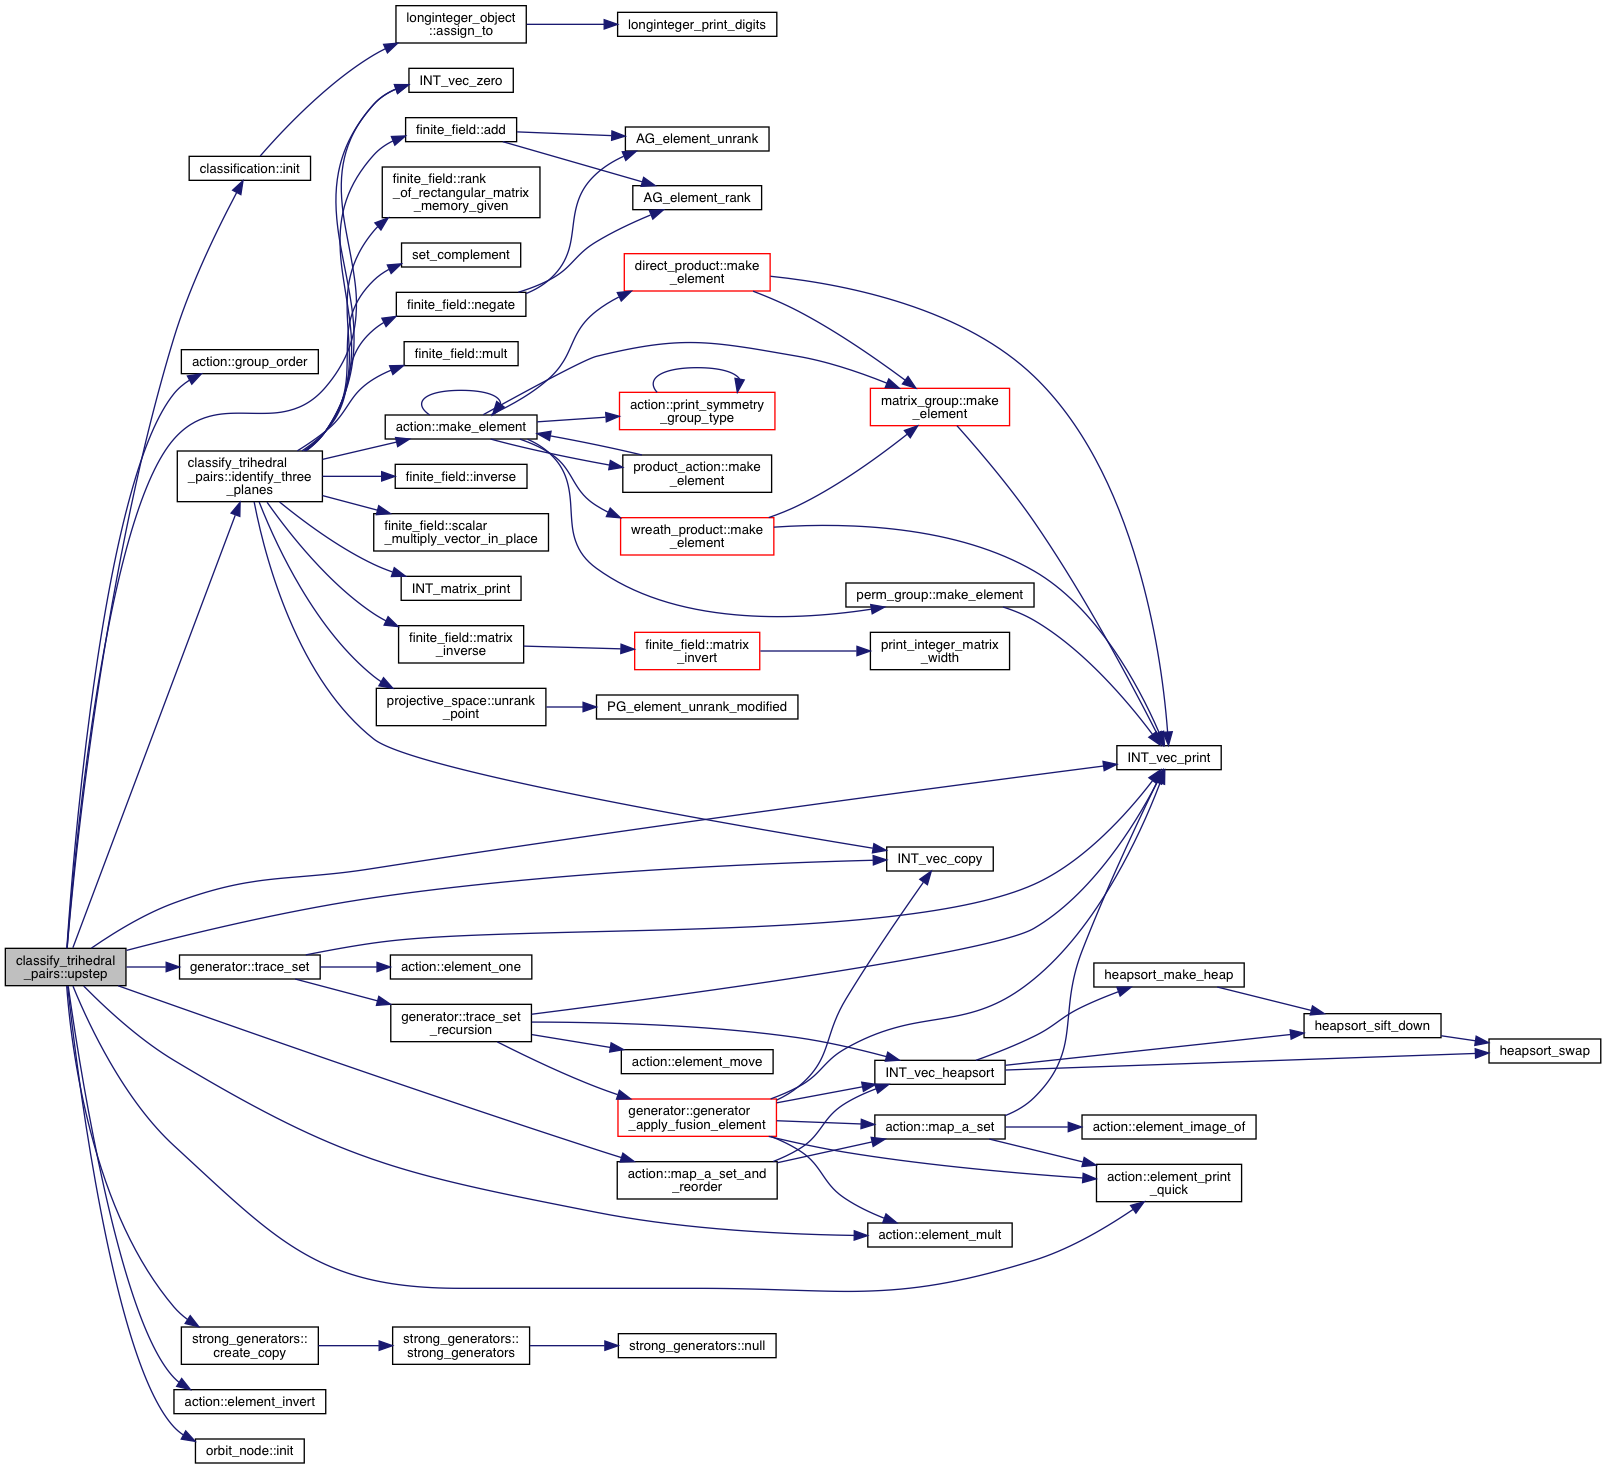 longinteger_object
::assign_to
longinteger_print_digits
INT_vec_zero
finite_field::add
AG_element_unrank
classification::init
finite_field::rank
_of_rectangular_matrix
_memory_given
AG_element_rank
set_complement
direct_product::make
_element
finite_field::negate
action::group_order
finite_field::mult
matrix_group::make
_element
action::print_symmetry
_group_type
action::make_element
classify_trihedral
_pairs::identify_three
_planes
finite_field::inverse
product_action::make
_element
finite_field::scalar
_multiply_vector_in_place
wreath_product::make
_element
INT_matrix_print
perm_group::make_element
finite_field::matrix
_inverse
finite_field::matrix
_invert
print_integer_matrix
_width
projective_space::unrank
_point
PG_element_unrank_modified
INT_vec_print
INT_vec_copy
classify_trihedral
_pairs::upstep
generator::trace_set
action::element_one
heapsort_make_heap
generator::trace_set
_recursion
heapsort_sift_down
heapsort_swap
action::element_move
INT_vec_heapsort
generator::generator
_apply_fusion_element
action::map_a_set
action::element_image_of
action::map_a_set_and
_reorder
action::element_print
_quick
action::element_mult
strong_generators::
create_copy
strong_generators::
strong_generators
strong_generators::null
action::element_invert
orbit_node::init